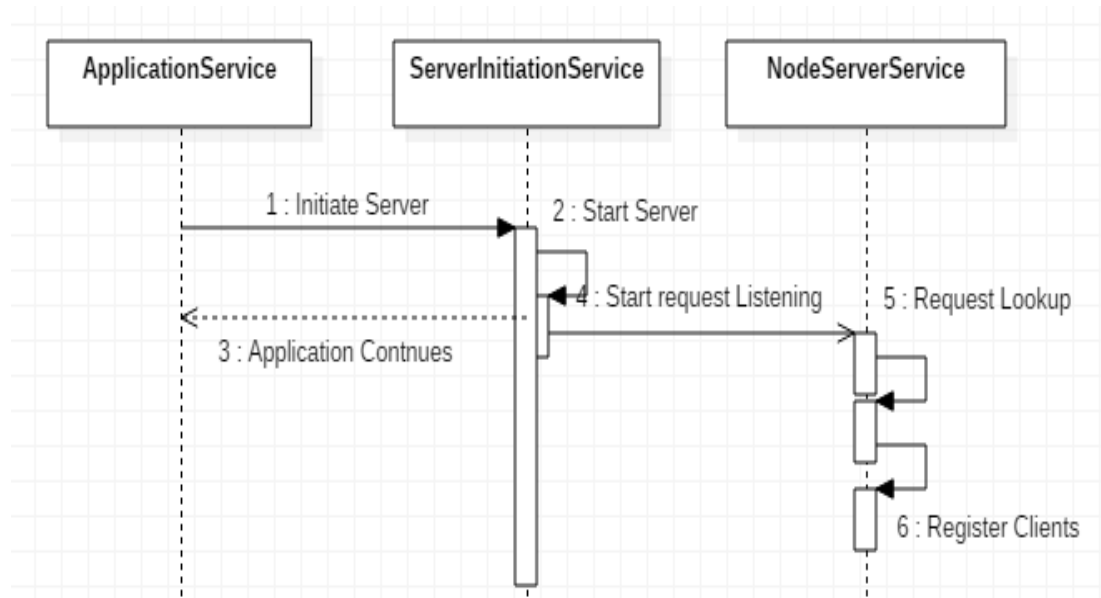 ApplicationService
ServerInitiationService
NodeServerService
1 : Initiate Server
2 : Start Server
4 : Start request Listening
5 : Request Lookup
3 : Application Contnues
6 : Register Clients